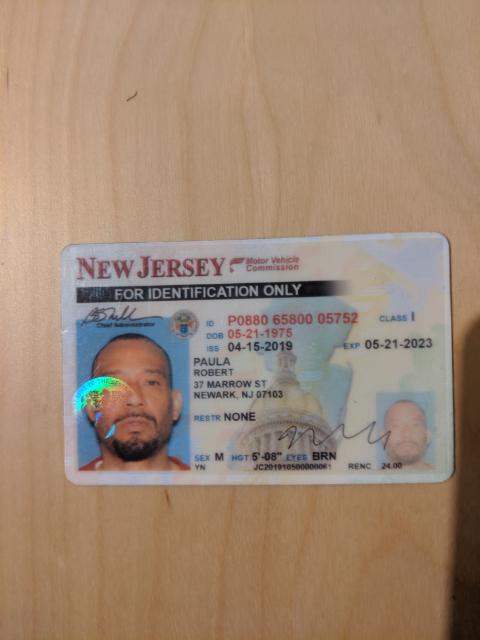 NEW JERSEY Motor Vehicle Commission
FOR IDENTIFICATION ONLY
Chief Administrator
ID P0880 65800 05752 CLASS I
DOB 05-21-1975
ISS 04-15-2019 EXP 05-21-2023
PAULA
ROBERT
37 MARROW ST
NEWARK, NJ 07103
RESTR NONE
SEX M HGT 5'-08" EYES BRN
YN JC201910500000061 RENC 24.00